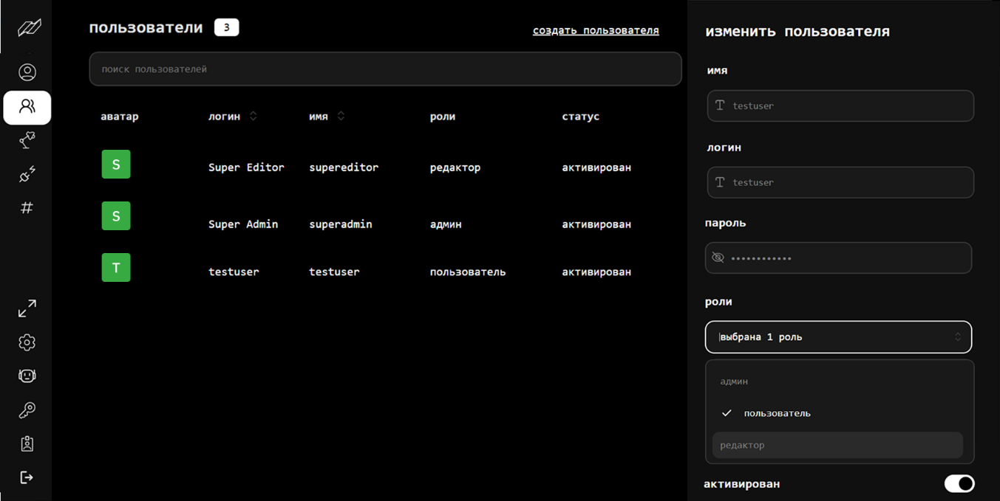 пользователи 3
создать пользователя
поиск пользователей
аватар логин имя роли статус
S Super Editor supereditor редактор активирован
S Super Admin superadmin админ активирован
T testuser testuser пользователь активирован
изменить пользователя
имя
testuser
логин
testuser
пароль
••••••••••••
роли
выбрана 1 роль
админ
пользователь
редактор
активирован